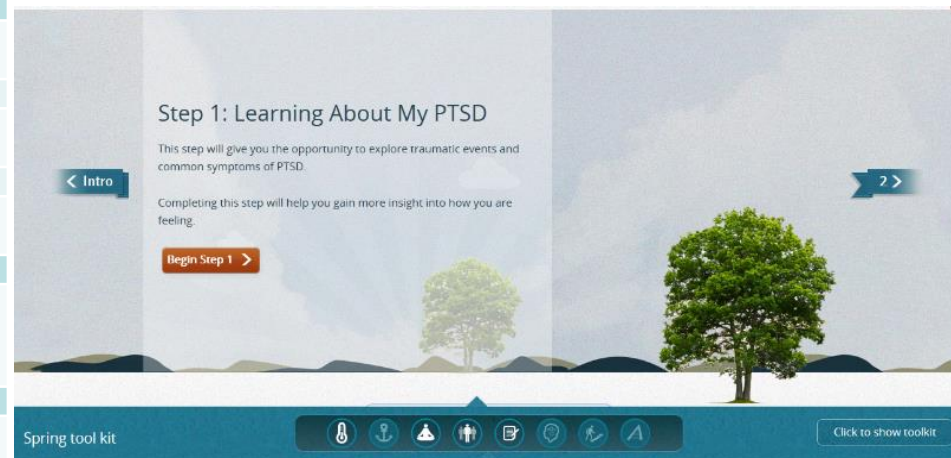 Step 1: Learning About My PTSD
This step will give you the opportunity to explore traumatic events and
common symptoms of PTSD.
< Intro
2 >
Completing this step will help you gain more insight into how you are
feeling.
Begin Step 1 >
Spring tool kit
Click to show toolkit